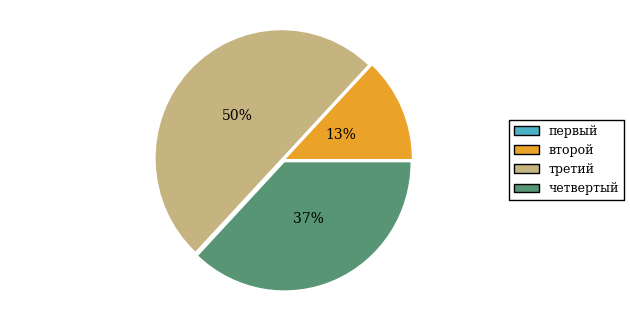 50%
13%
37%
первый
второй
третий
четвертый